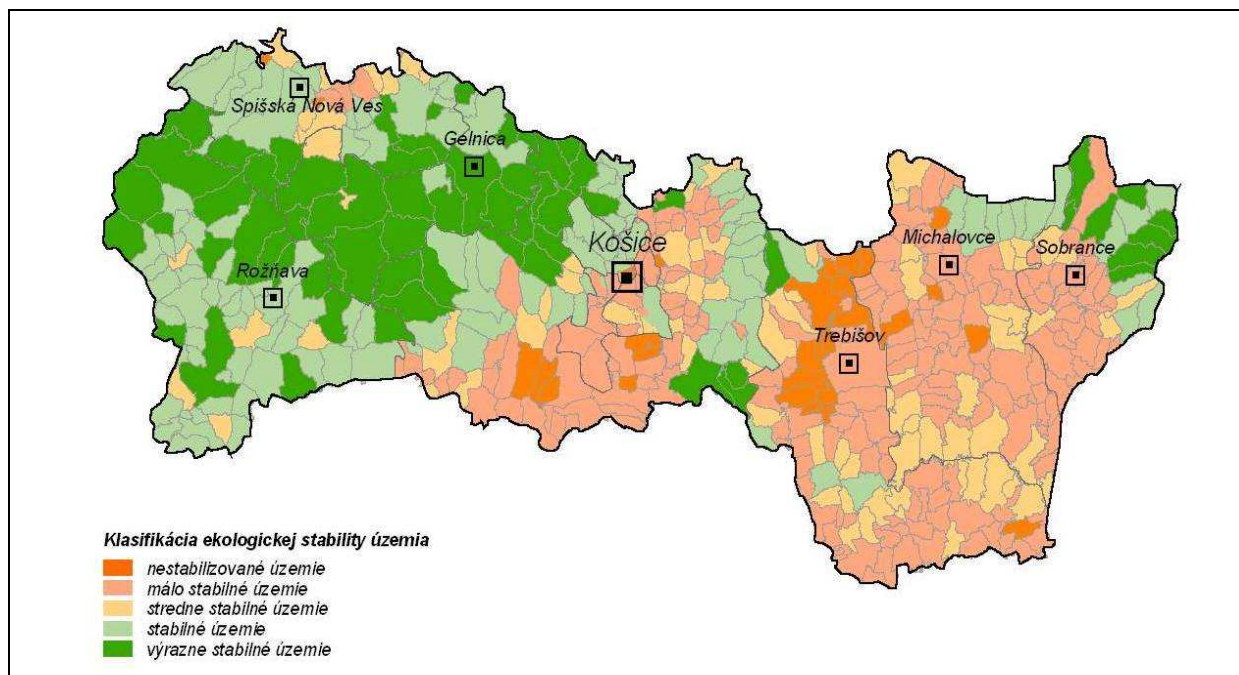 Spišská Nová Ves
Gelnica
Košice
Michalovce
Sobrance
Rožňava
Trebišov
Klasifikácia ekologickej stability územia
nestabilizované územie
málo stabilné územie
stredne stabilné územie
stabilné územie
výrazne stabilné územie